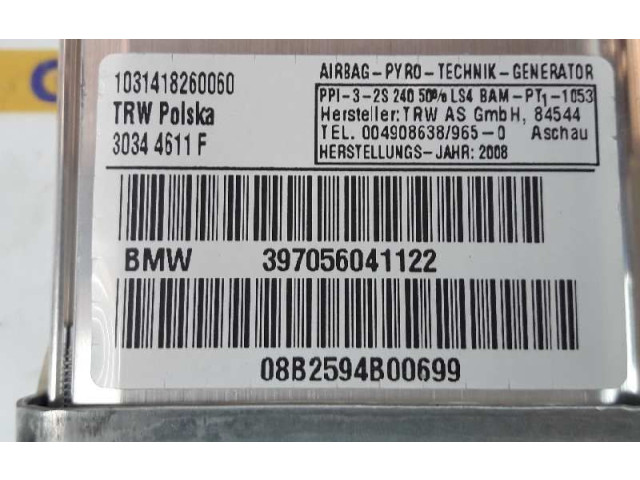 1031418260060
TRW Polska
3034 4611 F
AIRBAG-PYRO-TECHNIK-GENERATOR
PPI-3-2S 240 50% LS4 BAM-PT1-1053
Hersteller: TRW AS GmbH, 84544
TEL. 004908638/965-0 Aschau
HERSTELLUNGS-JAHR: 2008
BMW 397056041122
08B2594B00699